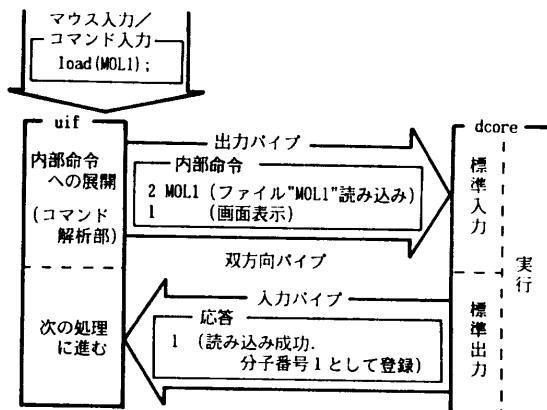 マウス入力／
コマンド入力
load(MOL1);
uif
dcore
出力パイプ
内部命令
への展開
(コマンド
解析部)
内部命令
2 MOL1 (ファイル"MOL1"読み込み)
1 (画面表示)
標準入力
双方向パイプ
実行
入力パイプ
応答
1 (読み込み成功.
分子番号1として登録)
次の処理
に進む
標準出力